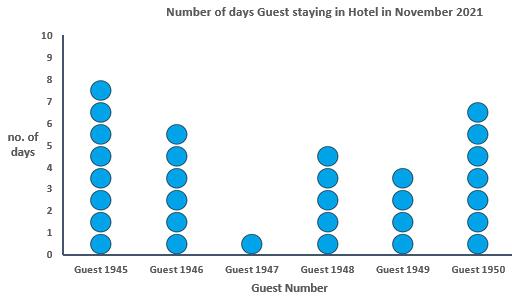 Number of days Guest staying in Hotel in November 2021
10
9
8
7
6
5
4
3
2
1
0
no. of
days
Guest 1945 Guest 1946 Guest 1947 Guest 1948 Guest 1949 Guest 1950
Guest Number